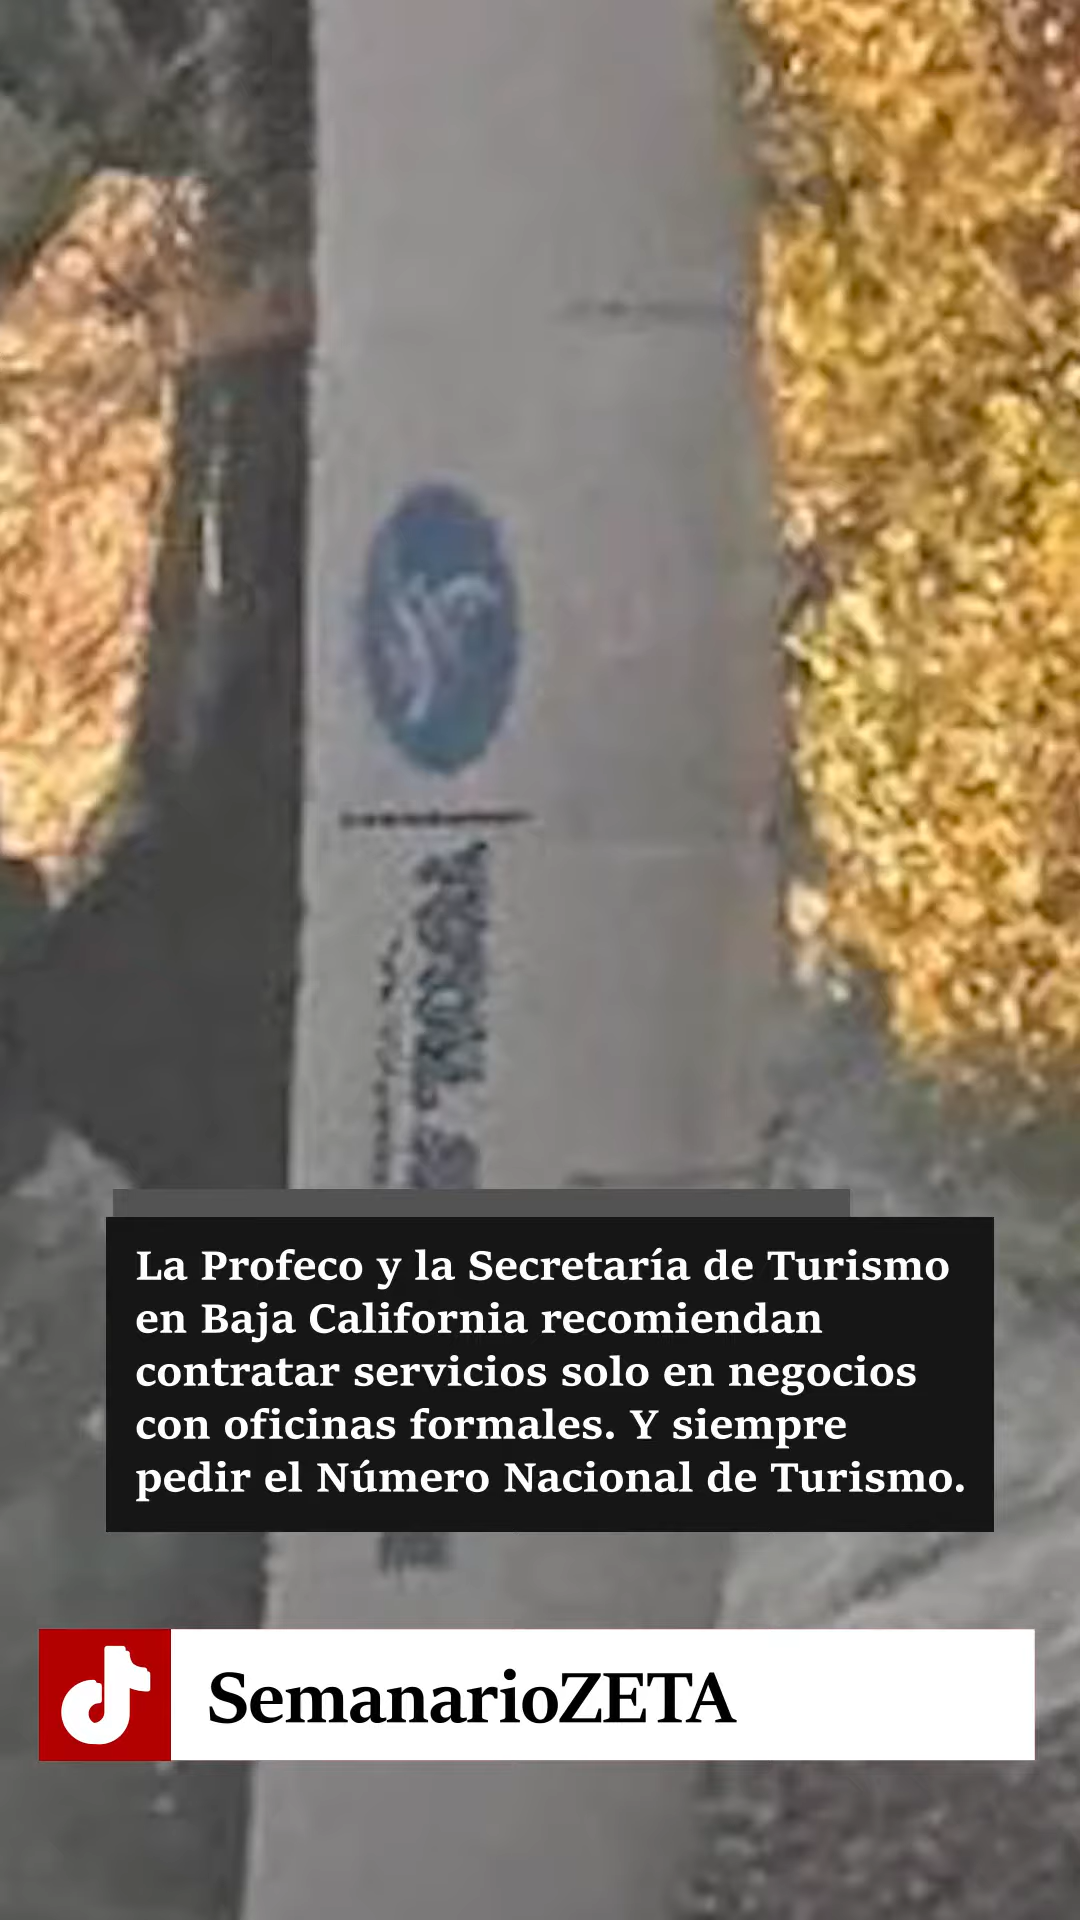 La Profeco y la Secretaría de Turismo
en Baja California recomiendan
contratar servicios solo en negocios
con oficinas formales. Y siempre
pedir el Número Nacional de Turismo.
SemanarioZETA